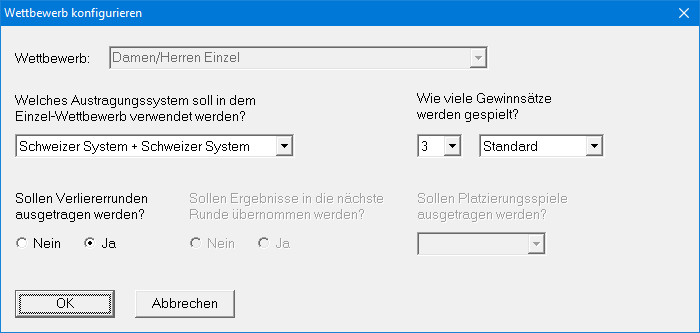 Wettbewerb konfigurieren
Wettbewerb: Damen/Herren Einzel
Welches Austragungssystem soll in dem
Einzel-Wettbewerb verwendet werden?
Schweizer System + Schweizer System
Wie viele Gewinnsätze
werden gespielt?
3 Standard
Sollen Verliererrunden
ausgetragen werden?
Nein Ja
Sollen Ergebnisse in die nächste
Runde übernommen werden?
Nein Ja
Sollen Platzierungsspiele
ausgetragen werden?
OK Abbrechen